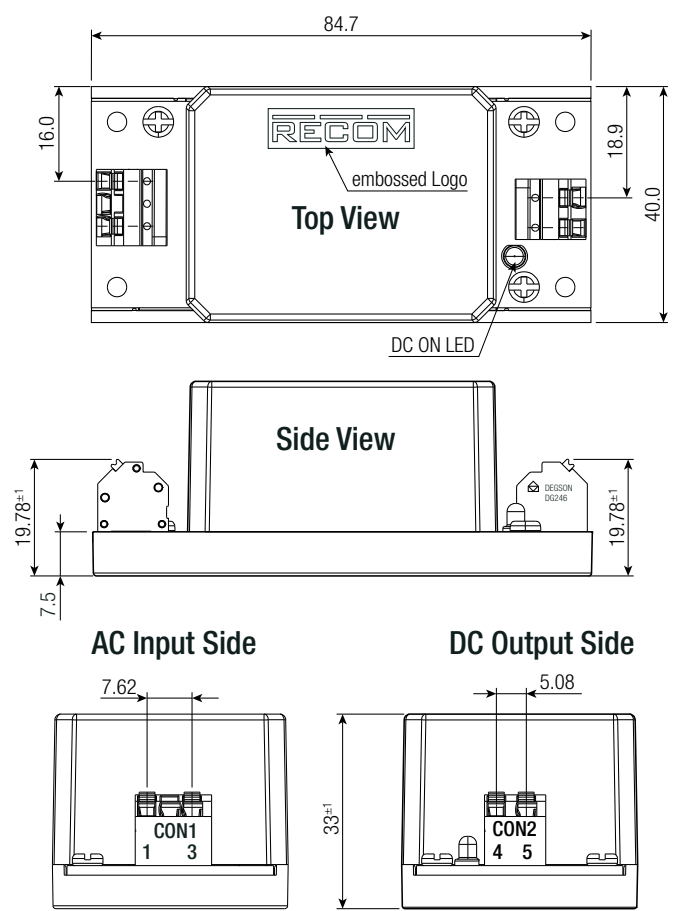 84.7
16.0
RECOM
embossed Logo
Top View
18.9
40.0
DC ON LED
Side View
19.78±1
7.5
DEGSON
DG246
19.78±1
AC Input Side
DC Output Side
7.62
5.08
CON1
1 3
33±1
CON2
4 5